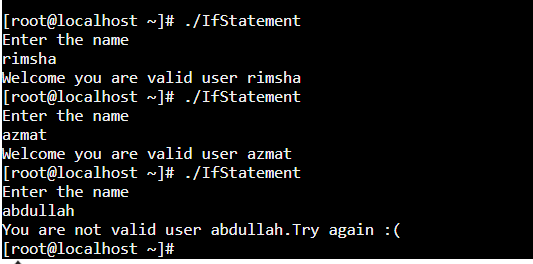 [root@localhost ~]# ./IfStatement
Enter the name
rimsha
Welcome you are valid user rimsha
[root@localhost ~]# ./IfStatement
Enter the name
azmat
Welcome you are valid user azmat
[root@localhost ~]# ./IfStatement
Enter the name
abdullah
You are not valid user abdullah.Try again :(
[root@localhost ~]#